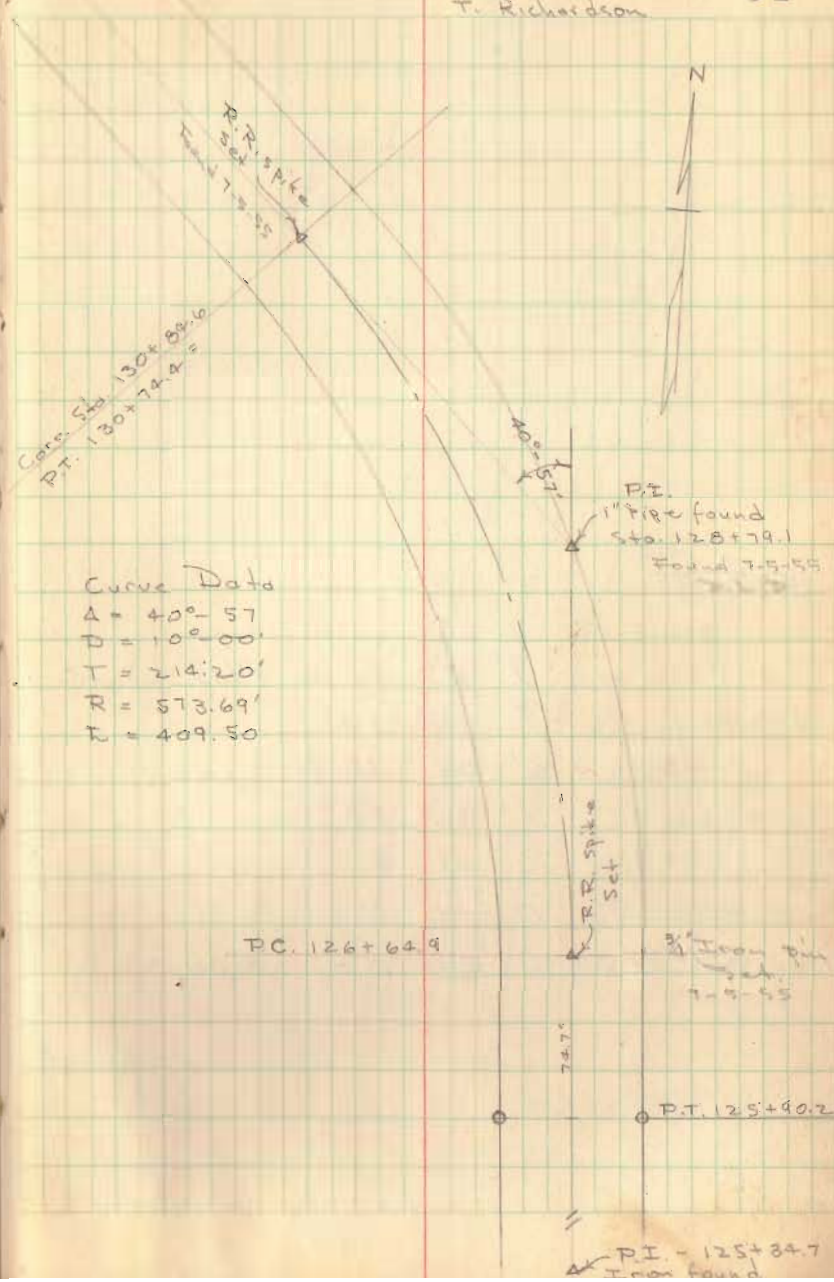 T. Richardson
N
R.R. spike
Set
Found 7-5-55
Corr. Sta. 130+89.6
P.T. 130+74.4 =
40°-57'
P.I.
1" Pipe found
Sta. 128+79.1
Found 7-5-55
Curve Data
Δ = 40°-57
D = 10°-00'
T = 214.20'
R = 573.69'
L = 409.50
R.R. spike
Set
P.C. 126+64.9
3/4" Iron pin
Set
7-5-55
74.7'
P.T. 125+90.2
P.I. - 125+34.7
Iron found